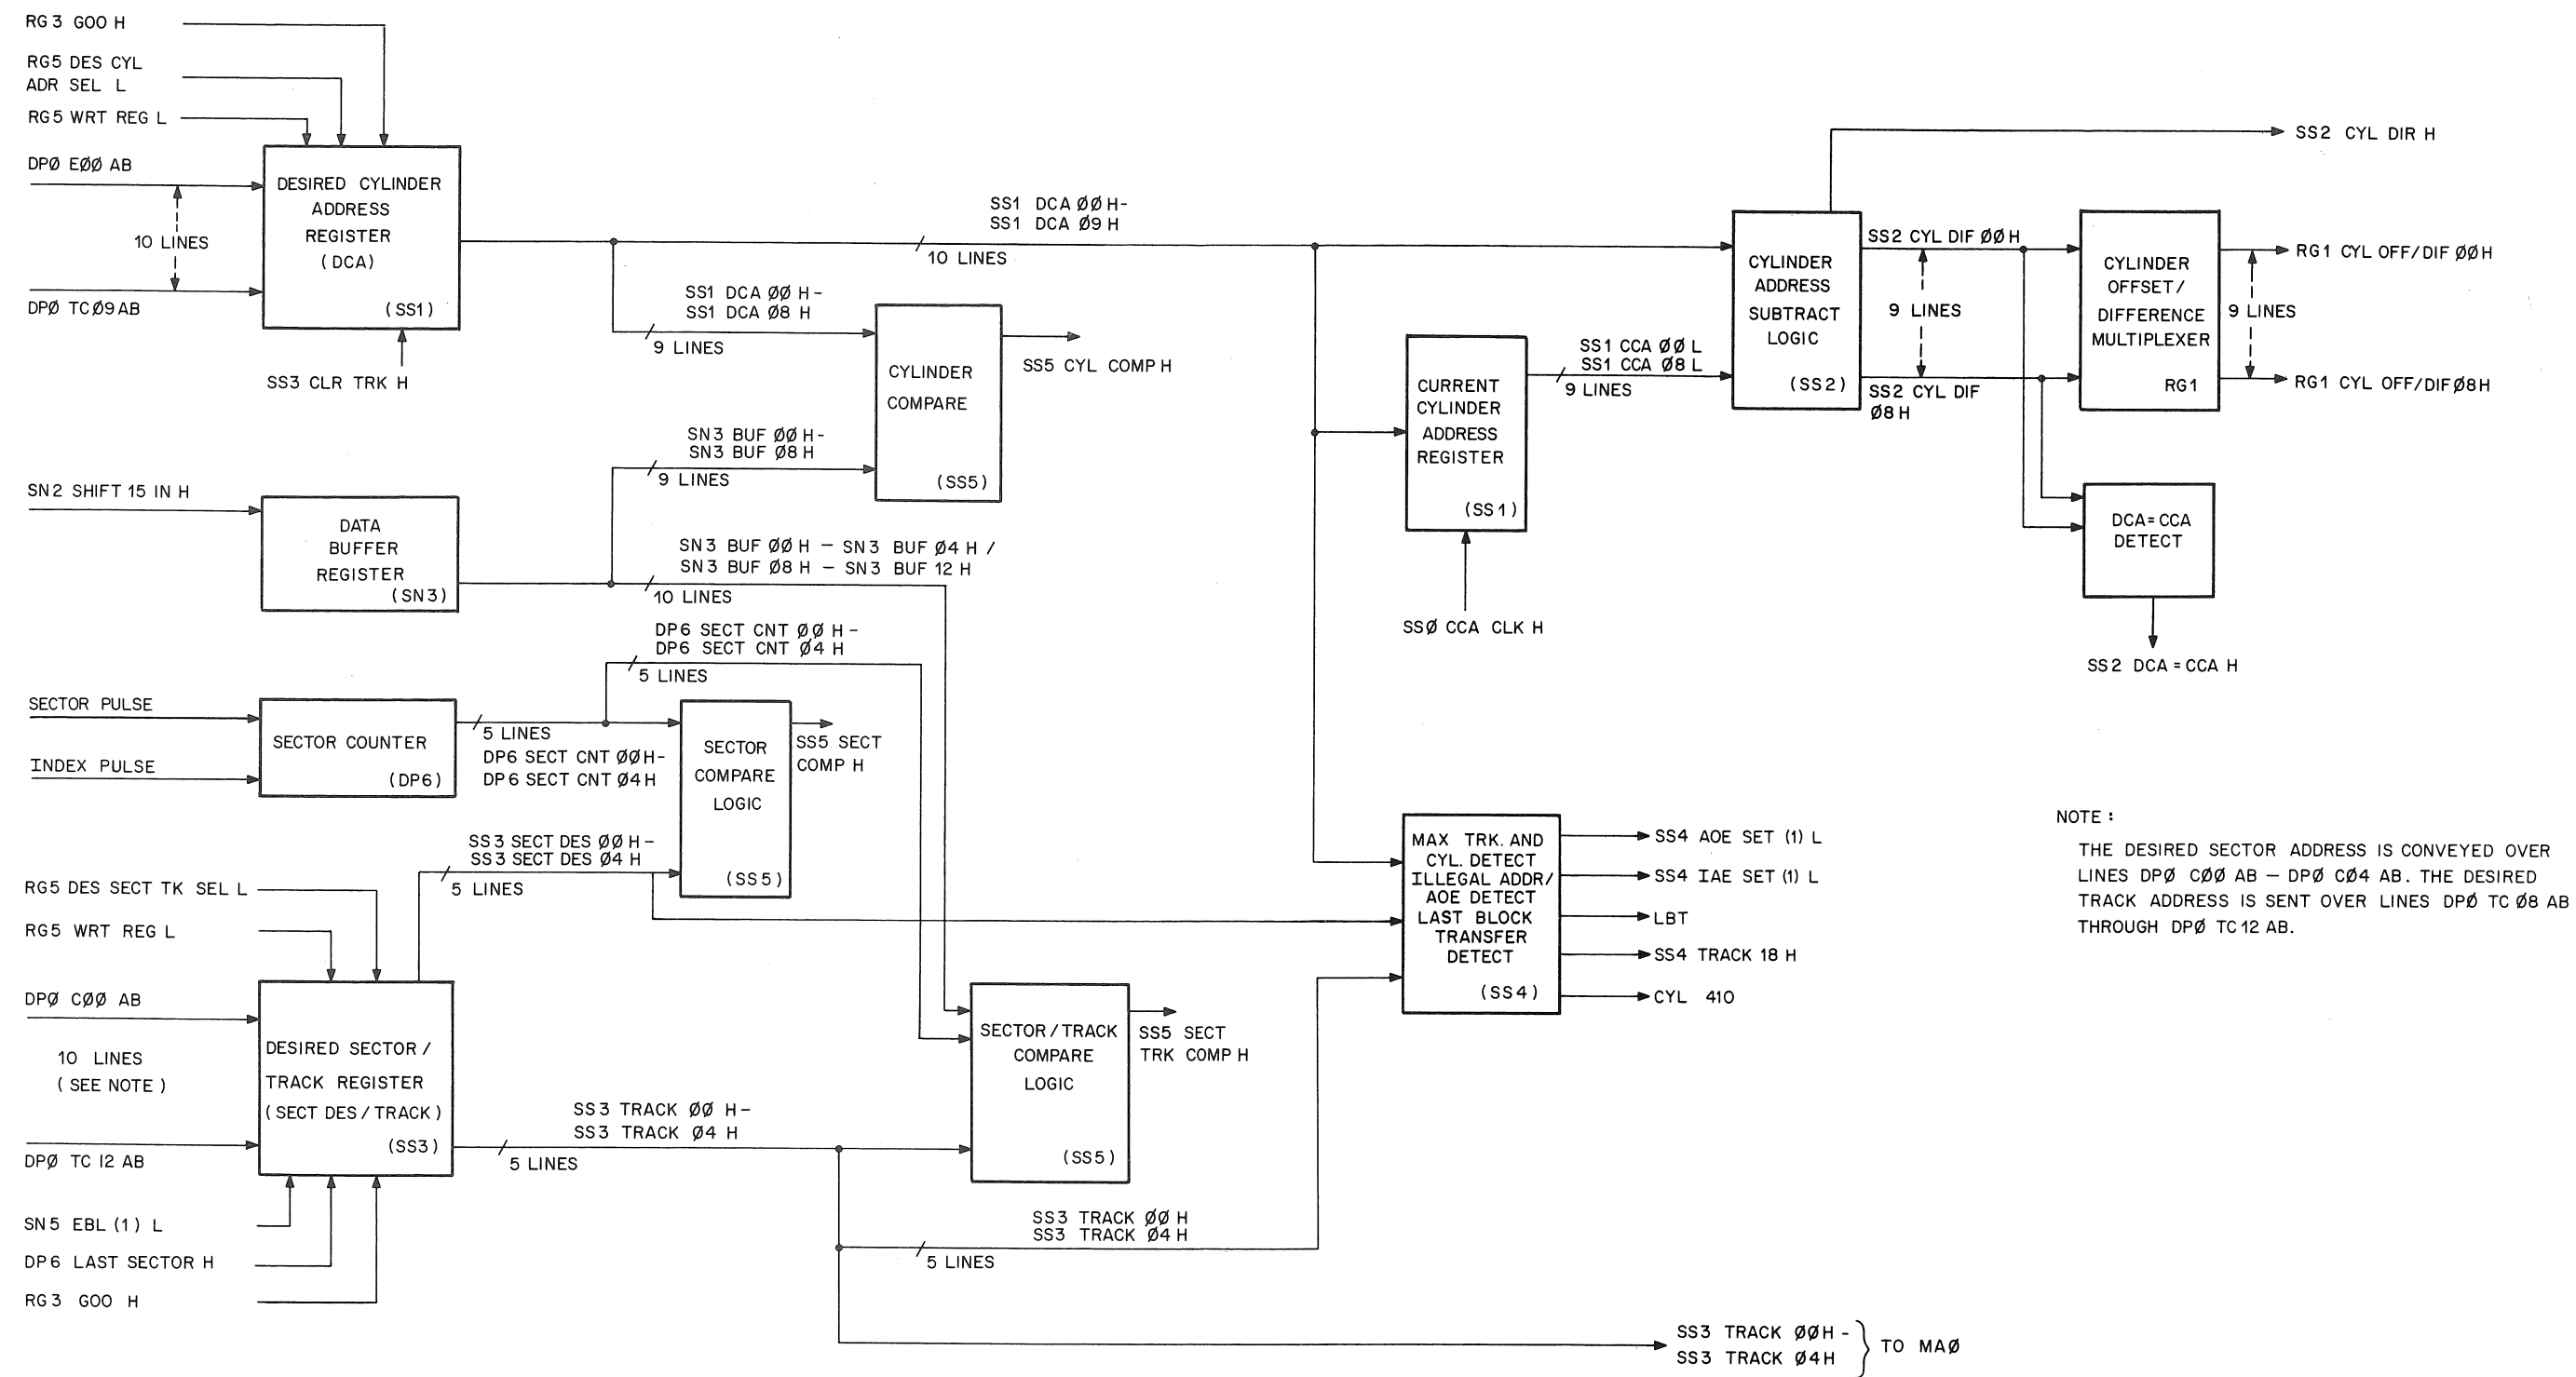 RG3 GOO H
RG5 DES CYL
ADR SEL L
RG5 WRT REG L
DPØ EØØ AB
10 LINES
DPØ TCØ9AB
DESIRED CYLINDER
ADDRESS
REGISTER
(DCA)
(SS1)
SS3 CLR TRK H
SS1 DCA ØØ H-
SS1 DCA Ø9 H
10 LINES
SS1 DCA ØØ H-
SS1 DCA Ø8 H
9 LINES
CYLINDER
COMPARE
(SS5)
SS5 CYL COMP H
SN3 BUF ØØ H-
SN3 BUF Ø8 H
9 LINES
SN2 SHIFT 15 IN H
DATA
BUFFER
REGISTER
(SN3)
SN3 BUF ØØ H — SN3 BUF Ø4 H /
SN3 BUF Ø8 H — SN3 BUF 12 H
10 LINES
DP6 SECT CNT ØØ H-
DP6 SECT CNT Ø4 H
5 LINES
SECTOR PULSE
INDEX PULSE
SECTOR COUNTER
(DP6)
5 LINES
DP6 SECT CNT ØØH-
DP6 SECT CNT Ø4H
SECTOR
COMPARE
LOGIC
(SS5)
SS5 SECT
COMP H
SS3 SECT DES ØØ H-
SS3 SECT DES Ø4 H
5 LINES
RG5 DES SECT TK SEL L
RG5 WRT REG L
DPØ CØØ AB
10 LINES
(SEE NOTE)
DPØ TC 12 AB
DESIRED SECTOR/
TRACK REGISTER
(SECT DES/TRACK)
(SS3)
SN5 EBL (1) L
DP6 LAST SECTOR H
RG3 GOO H
SS3 TRACK ØØ H-
SS3 TRACK Ø4 H
5 LINES
SECTOR/TRACK
COMPARE
LOGIC
(SS5)
SS5 SECT
TRK COMP H
SS3 TRACK ØØ H
SS3 TRACK Ø4 H
5 LINES
SS3 TRACK ØØH-
SS3 TRACK Ø4H
TO MAØ
CURRENT
CYLINDER
ADDRESS
REGISTER
(SS1)
SSØ CCA CLK H
SS1 CCA ØØ L
SS1 CCA Ø8 L
9 LINES
CYLINDER
ADDRESS
SUBTRACT
LOGIC
(SS2)
SS2 CYL DIR H
SS2 CYL DIF ØØH
9 LINES
SS2 CYL DIF
Ø8H
CYLINDER
OFFSET/
DIFFERENCE
MULTIPLEXER
RG1
RG1 CYL OFF/DIF ØØH
9 LINES
RG1 CYL OFF/DIFØ8H
DCA=CCA
DETECT
SS2 DCA=CCA H
MAX TRK. AND
CYL. DETECT
ILLEGAL ADDR/
AOE DETECT
LAST BLOCK
TRANSFER
DETECT
(SS4)
SS4 AOE SET (1) L
SS4 IAE SET (1) L
LBT
SS4 TRACK 18 H
CYL 410
NOTE:
THE DESIRED SECTOR ADDRESS IS CONVEYED OVER
LINES DPØ CØØ AB — DPØ CØ4 AB. THE DESIRED
TRACK ADDRESS IS SENT OVER LINES DPØ TCØ8 AB
THROUGH DPØ TC12 AB.